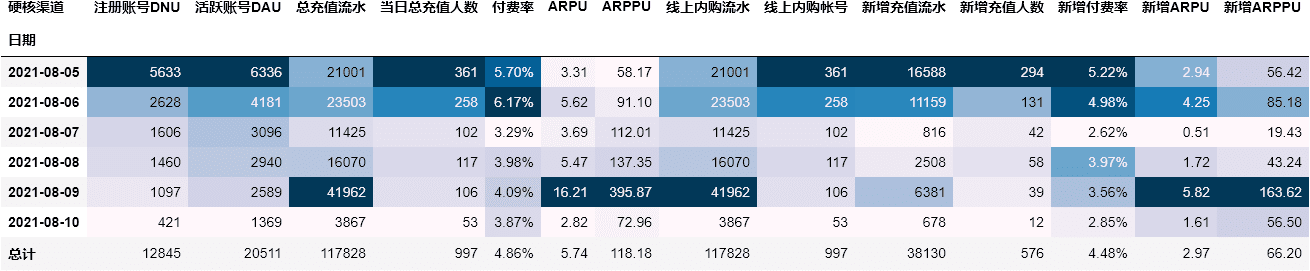 硬核渠道 注册账号DNU 活跃账号DAU 总充值流水 当日总充值人数 付费率 ARPU ARPPU 线上内购流水 线上内购帐号 新增充值流水 新增充值人数 新增付费率 新增ARPU 新增ARPPU
日期
2021-08-05 5633 6336 21001 361 5.70% 3.31 58.17 21001 361 16588 294 5.22% 2.94 56.42
2021-08-06 2628 4181 23503 258 6.17% 5.62 91.10 23503 258 11159 131 4.98% 4.25 85.18
2021-08-07 1606 3096 11425 102 3.29% 3.69 112.01 11425 102 816 42 2.62% 0.51 19.43
2021-08-08 1460 2940 16070 117 3.98% 5.47 137.35 16070 117 2508 58 3.97% 1.72 43.24
2021-08-09 1097 2589 41962 106 4.09% 16.21 395.87 41962 106 6381 39 3.56% 5.82 163.62
2021-08-10 421 1369 3867 53 3.87% 2.82 72.96 3867 53 678 12 2.85% 1.61 56.50
总计 12845 20511 117828 997 4.86% 5.74 118.18 117828 997 38130 576 4.48% 2.97 66.20